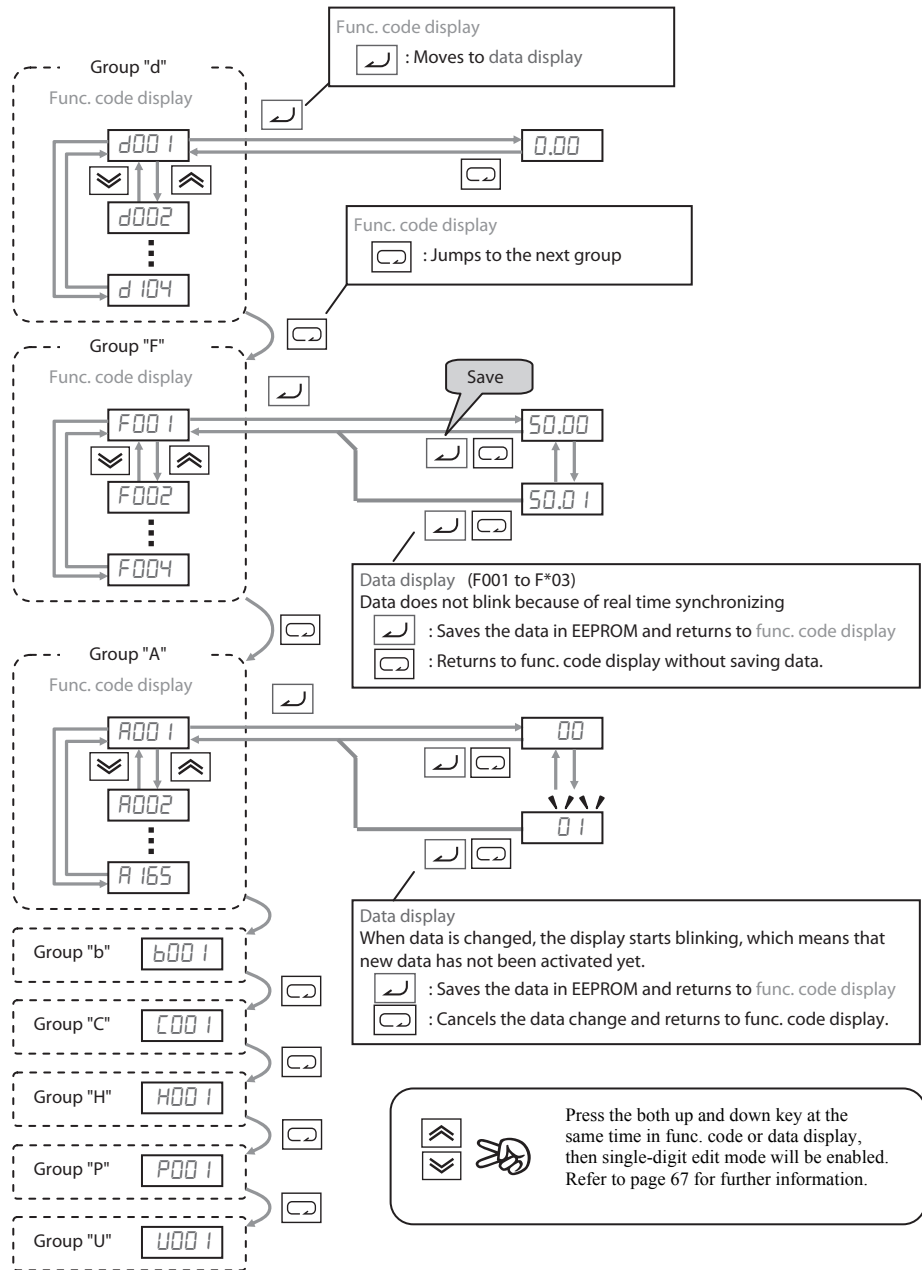 Func. code display
: Moves to data display
Group "d"
Func. code display
d001
0.00
d002
d104
Func. code display
: Jumps to the next group
Group "F"
Func. code display
Save
F001
50.00
F002
50.01
F004
Data display (F001 to F*03)
Data does not blink because of real time synchronizing
: Saves the data in EEPROM and returns to func. code display
: Returns to func. code display without saving data.
Group "A"
Func. code display
A001
00
A002
01
A165
Data display
When data is changed, the display starts blinking, which means that
new data has not been activated yet.
: Saves the data in EEPROM and returns to func. code display
: Cancels the data change and returns to func. code display.
Group "b"
b001
Group "C"
C001
Group "H"
H001
Group "P"
P001
Group "U"
U001
Press the both up and down key at the
same time in func. code or data display,
then single-digit edit mode will be enabled.
Refer to page 67 for further information.